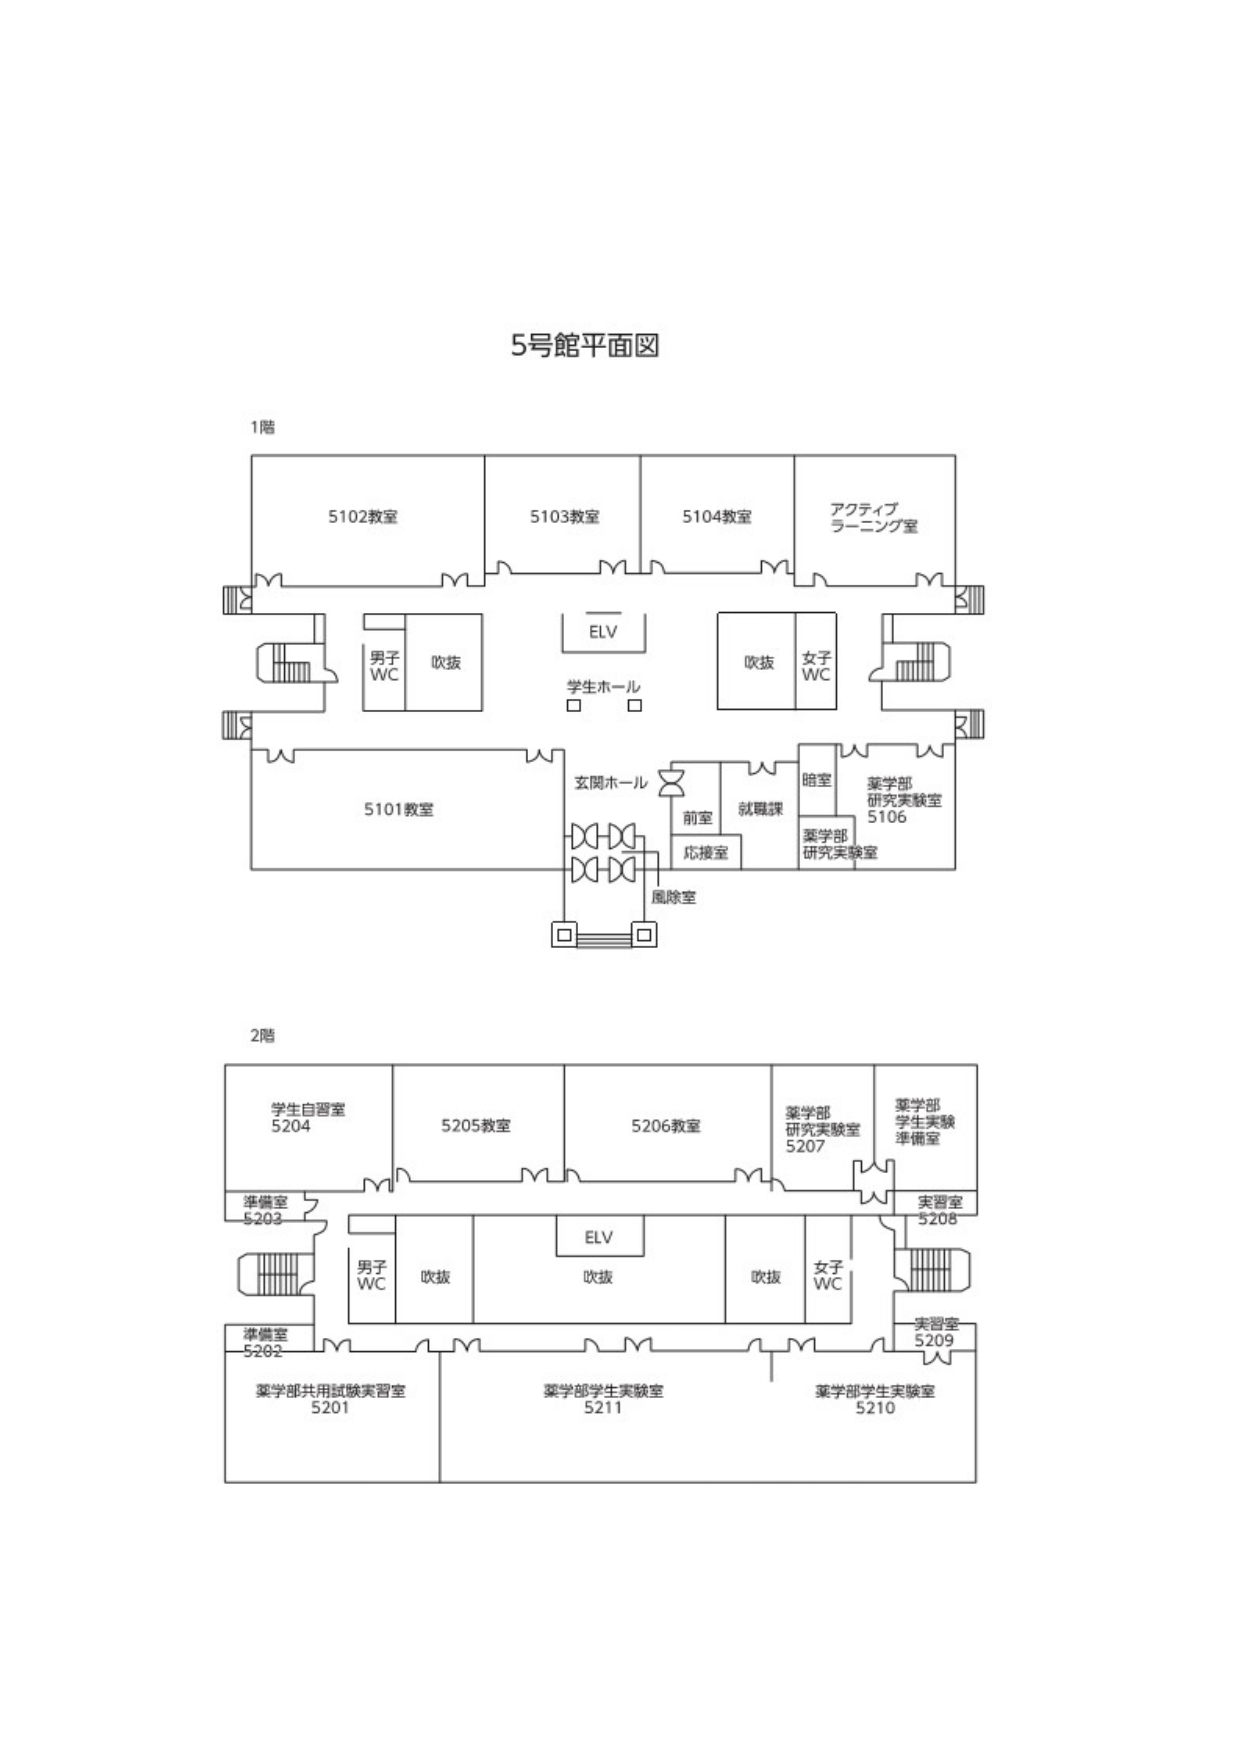 5号館平面図
1階
5102教室
5103教室
5104教室
アクティブ
ラーニング室
男子
WC
吹抜
ELV
学生ホール
吹抜
女子
WC
5101教室
玄関ホール
前室
応接室
就職課
暗室
薬学部
研究実験室
薬学部
研究実験室
5106
風除室
2階
学生自習室
5204
5205教室
5206教室
薬学部
研究実験室
5207
薬学部
学生実験
準備室
準備室
5203
実習室
5208
男子
WC
吹抜
ELV
吹抜
吹抜
女子
WC
準備室
5202
実習室
5209
薬学部共用試験実習室
5201
薬学部学生実験室
5211
薬学部学生実験室
5210